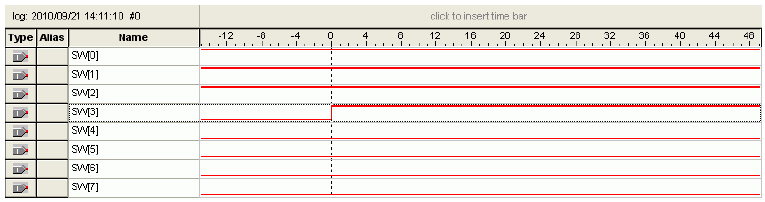 log: 2010/09/21 14:11:10 #0 click to insert time bar
Type Alias Name -12 -8 -4 0 4 8 12 16 20 24 28 32 36 40 44 48
SW[0]
SW[1]
SW[2]
SW[3]
SW[4]
SW[5]
SW[6]
SW[7]